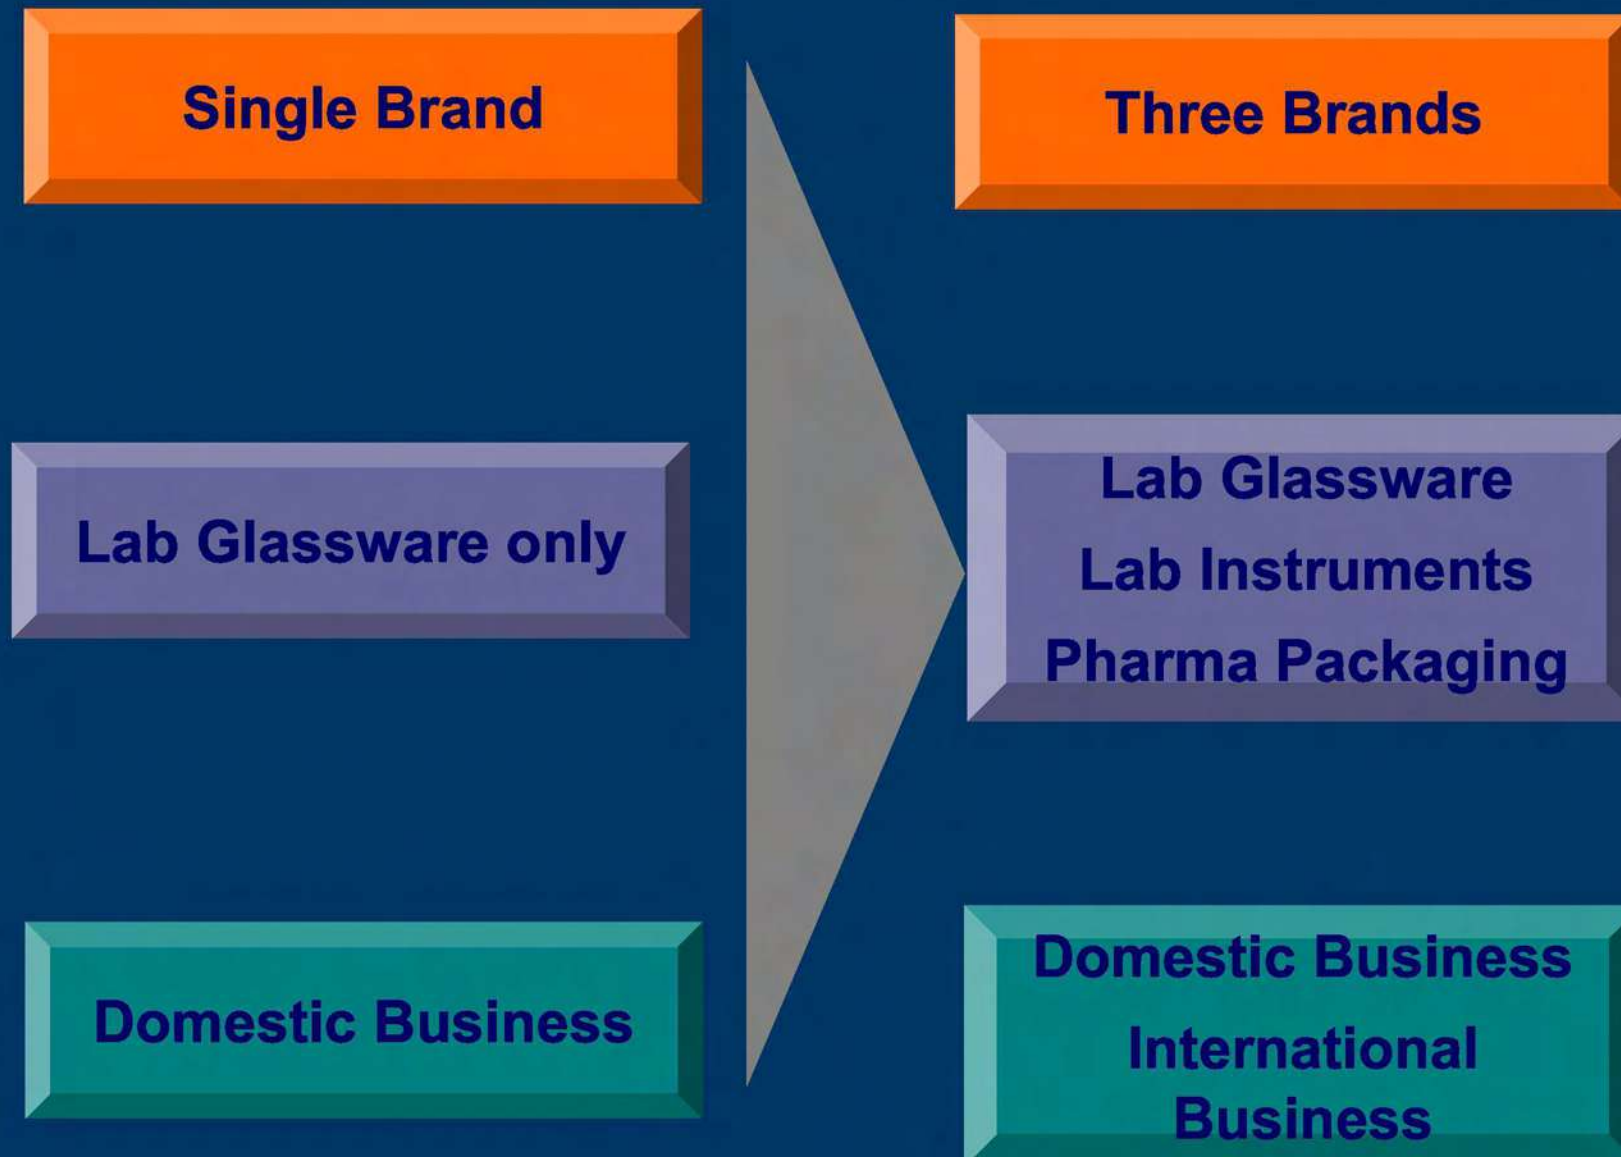 Single Brand
Three Brands
Lab Glassware only
Lab Glassware
Lab Instruments
Pharma Packaging
Domestic Business
Domestic Business
International
Business